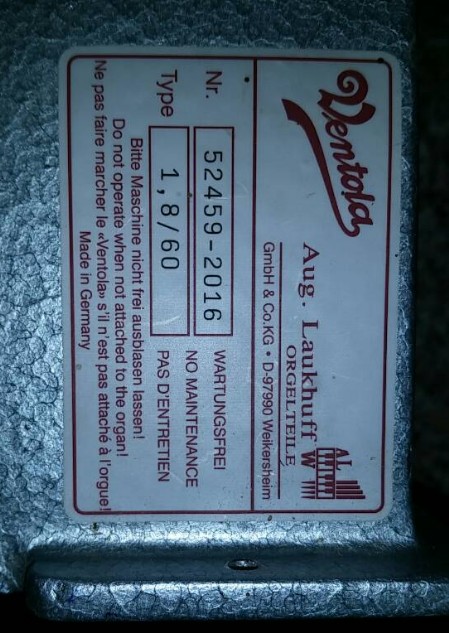 Ventola
Aug. Laukhuff
ORGELTEILE
AL
W
GmbH & Co.KG • D-97990 Weikersheim
Nr. 52459-2016 WARTUNGSFREI
NO MAINTENANCE
Type 1,8/60 PAS D'ENTRETIEN
Bitte Maschine nicht frei ausblasen lassen!
Do not operate when not attached to the organ!
Ne pas faire marcher le «Ventola» s'il n'est pas attaché à l'orgue!
Made in Germany